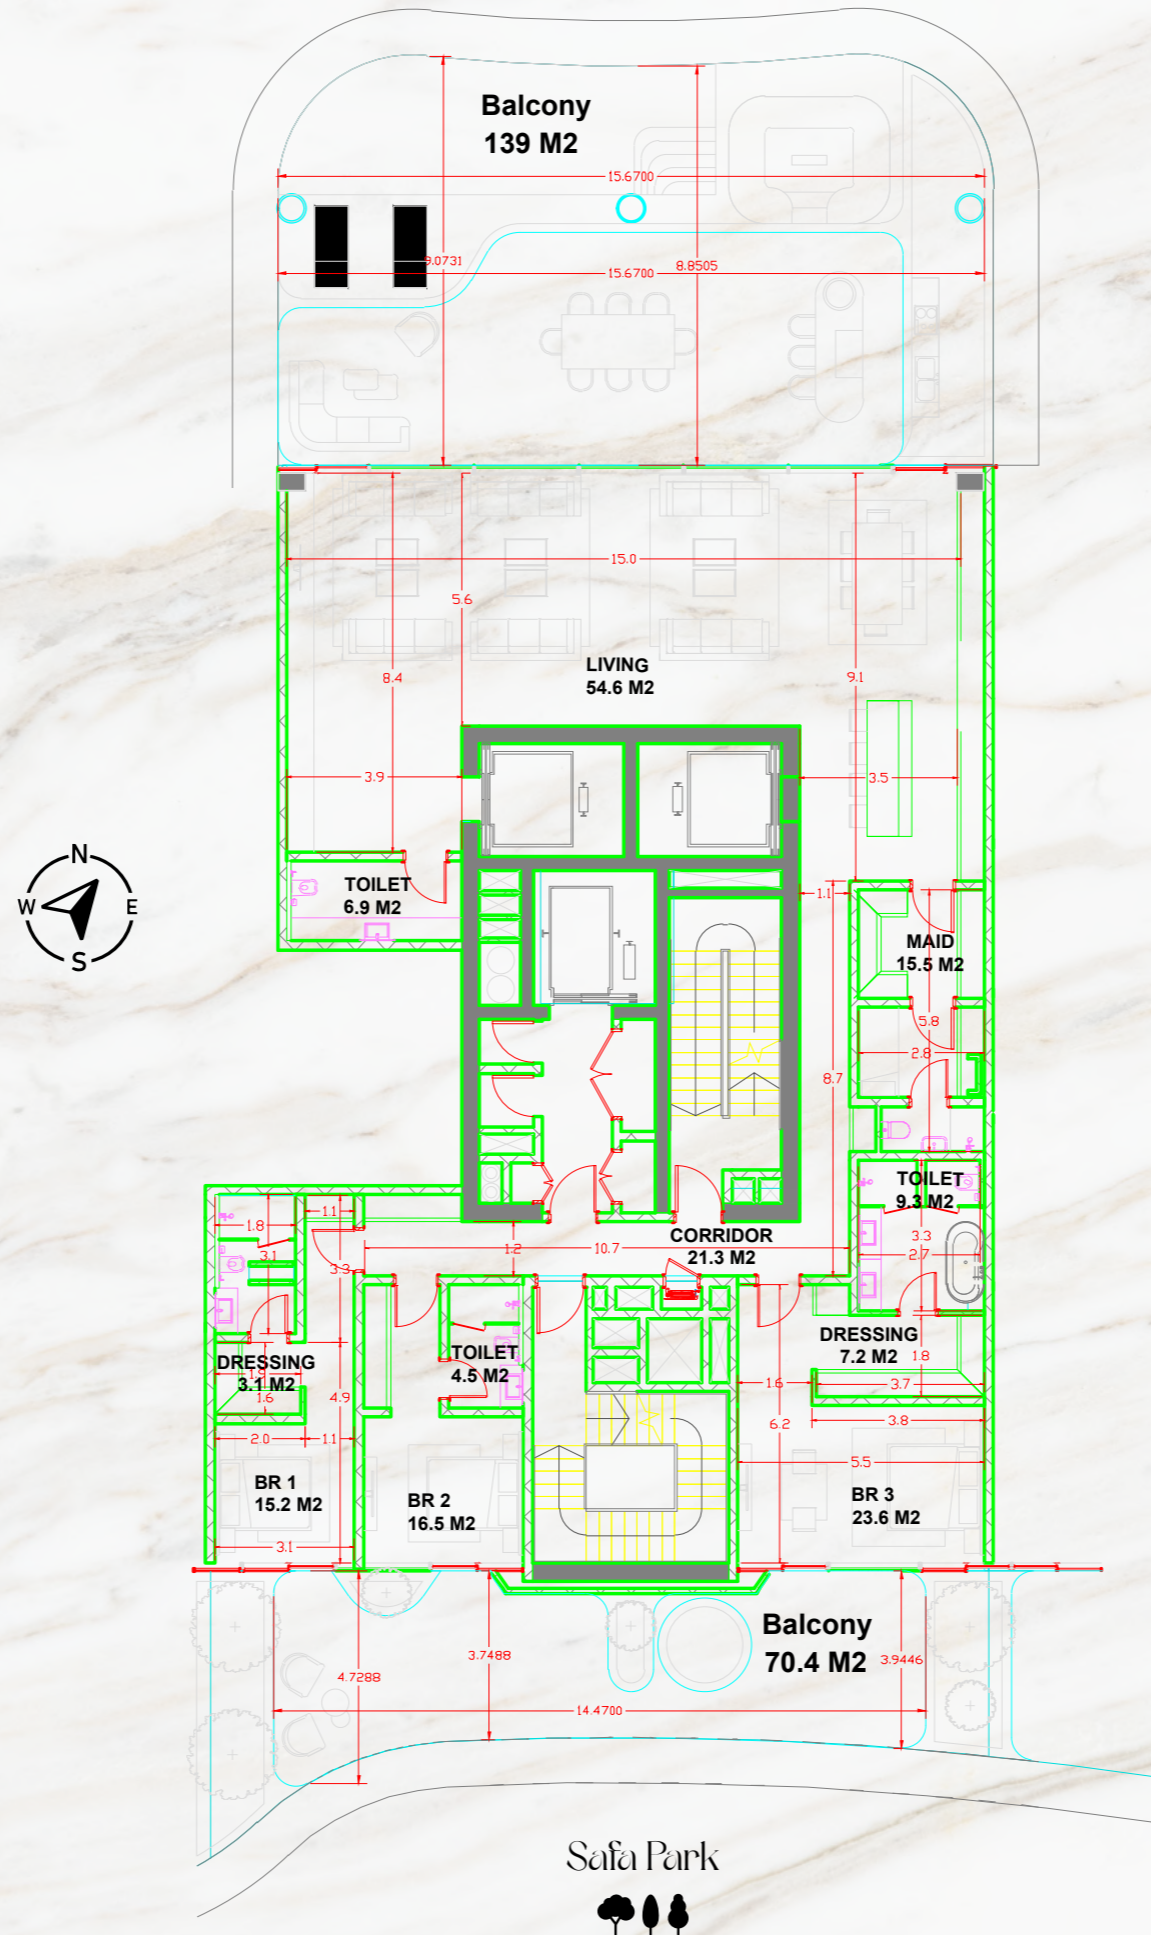 Balcony
139 M2
15.6700
9.0731
15.6700
8.8505
15.0
5.6
LIVING
54.6 M2
8.4
9.1
3.9
3.5
N
W
E
S
TOILET
6.9 M2
1.1
MAID
15.5 M2
5.8
2.8
8.7
TOILET
9.3 M2
3.3
2.7
1.1
1.8
3.1
3.3
1.2
10.7
CORRIDOR
21.3 M2
DRESSING
3.1 M2
1.6
4.9
TOILET
4.5 M2
DRESSING
7.2 M2
1.8
1.6
3.7
6.2
3.8
2.0
1.1
5.5
BR 1
15.2 M2
BR 2
16.5 M2
BR 3
23.6 M2
3.1
Balcony
70.4 M2
4.7288
3.7488
3.9446
14.4700
Safa Park